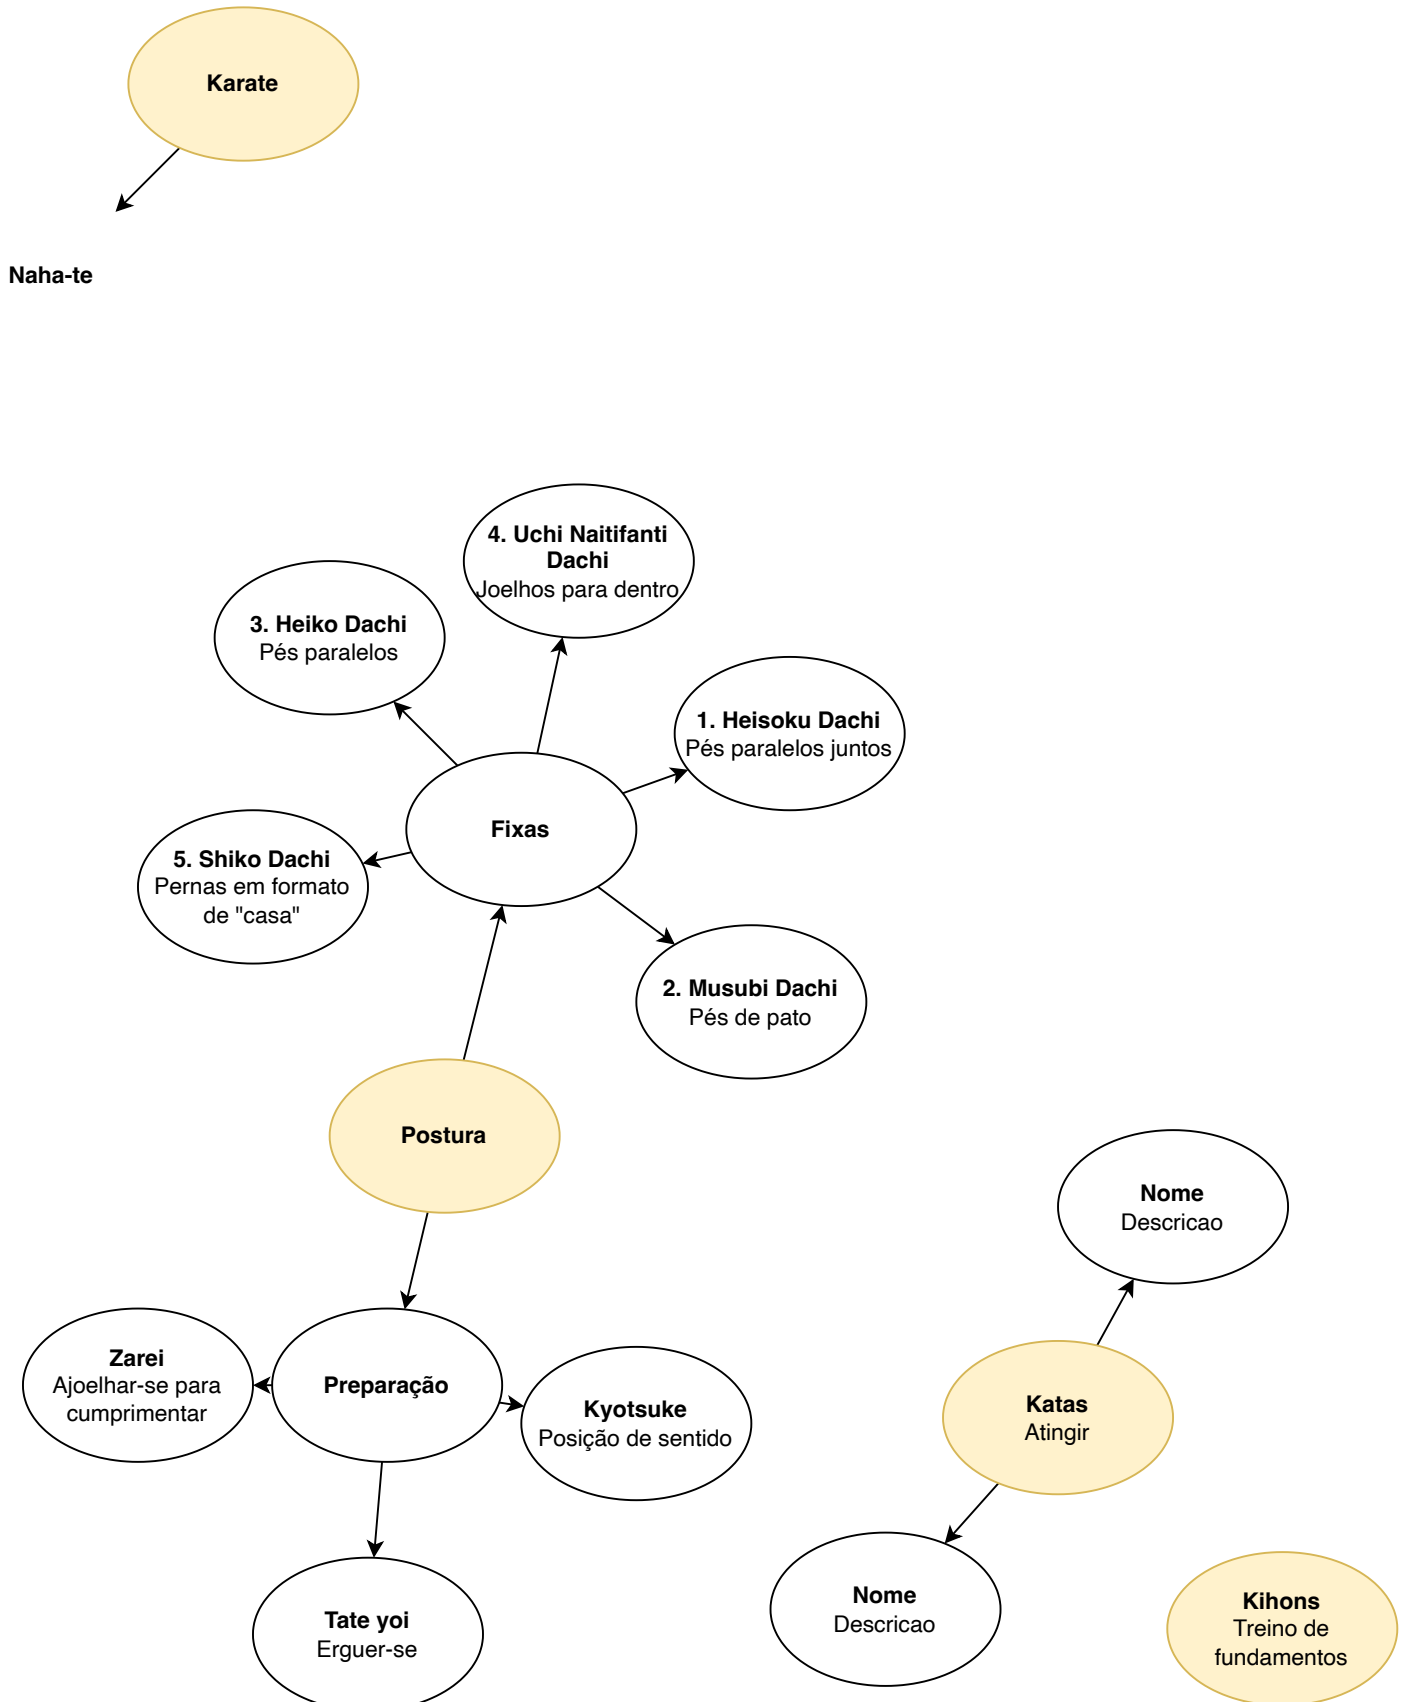 Karate
Naha-te
4. Uchi Naitifanti
Dachi
Joelhos para dentro
3. Heiko Dachi
Pés paralelos
1. Heisoku Dachi
Pés paralelos juntos
Fixas
5. Shiko Dachi
Pernas em formato
de "casa"
2. Musubi Dachi
Pés de pato
Postura
Nome
Descricao
Zarei
Ajoelhar-se para
cumprimentar
Preparação
Kyotsuke
Posição de sentido
Katas
Atingir
Tate yoi
Erguer-se
Nome
Descricao
Kihons
Treino de
fundamentos